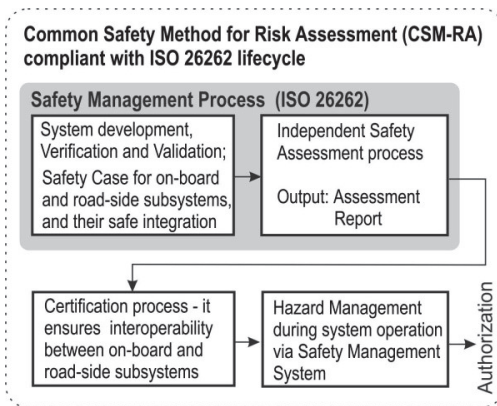 Common Safety Method for Risk Assessment (CSM-RA)
compliant with ISO 26262 lifecycle
Safety Management Process (ISO 26262)
System development,
Verification and Validation;
Safety Case for on-board
and road-side subsystems,
and their safe integration
Independent Safety
Assessment process
Output: Assessment
Report
Certification process - it
ensures interoperability
between on-board and
road-side subsystems
Hazard Management
during system operation
via Safety Management
System
Authorization